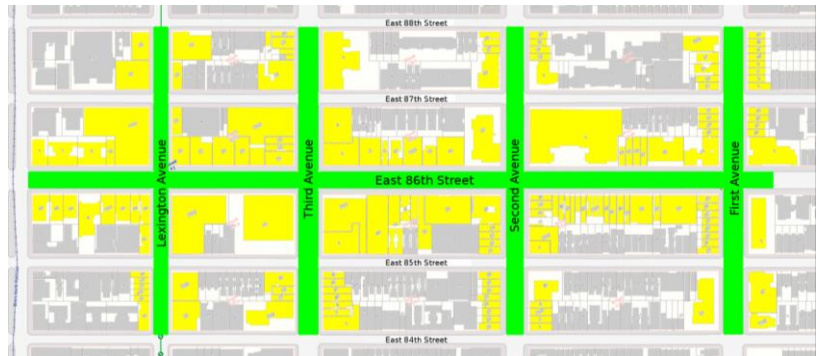 East 88th Street
East 87th Street
Lexington Avenue
Third Avenue
East 86th Street
Second Avenue
First Avenue
East 85th Street
East 84th Street